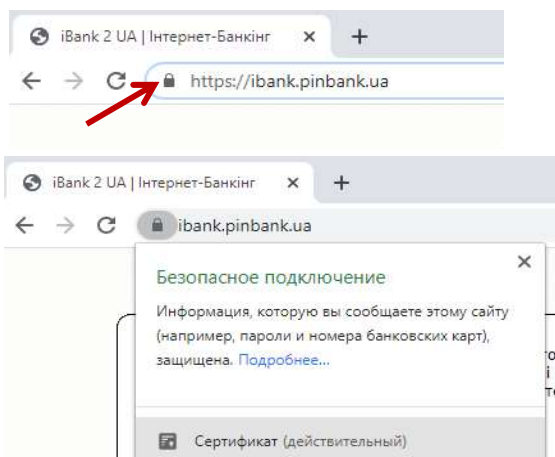 iBank 2 UA | Інтернет-Банкінг
https://ibank.pinbank.ua
iBank 2 UA | Інтернет-Банкінг
ibank.pinbank.ua
Безопасное подключение
Информация, которую вы сообщаете этому сайту
(например, пароли и номера банковских карт),
защищена. Подробнее...
Сертификат (действительный)